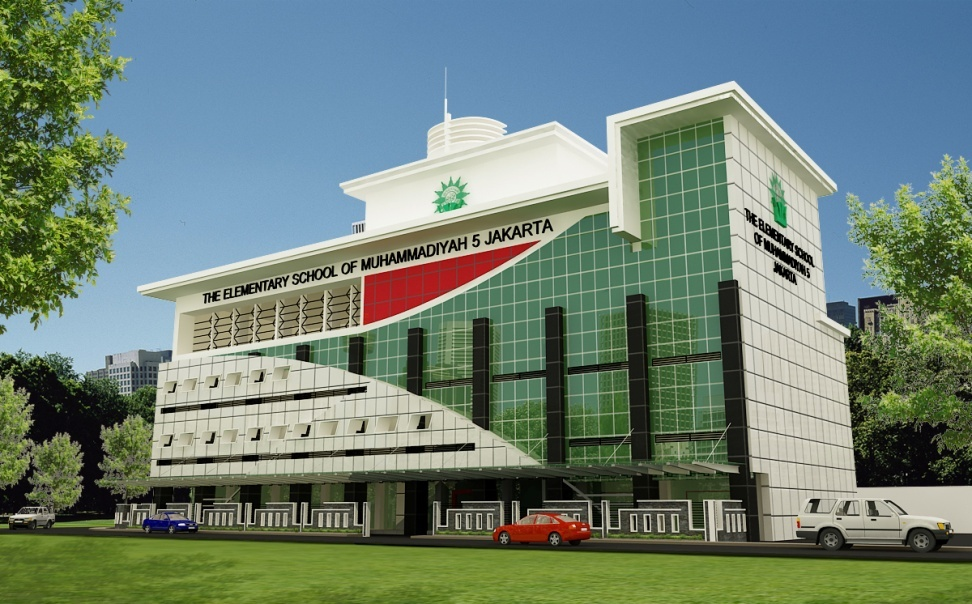 THE ELEMENTARY SCHOOL OF MUHAMMADIYAH 5 JAKARTA
THE ELEMENTARY SCHOOL
OF MUHAMMADIYAH 5
JAKARTA